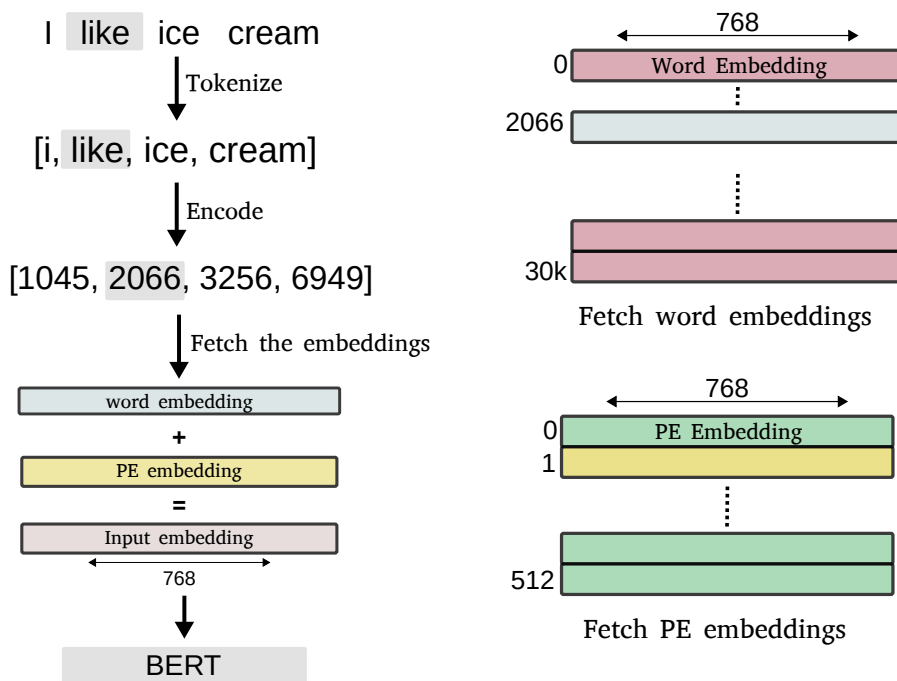 I like ice cream
Tokenize
[i, like, ice, cream]
Encode
[1045, 2066, 3256, 6949]
Fetch the embeddings
word embedding
+
PE embedding
=
Input embedding
768
BERT
768
0
Word Embedding
2066
30k
Fetch word embeddings
768
0
PE Embedding
1
512
Fetch PE embeddings